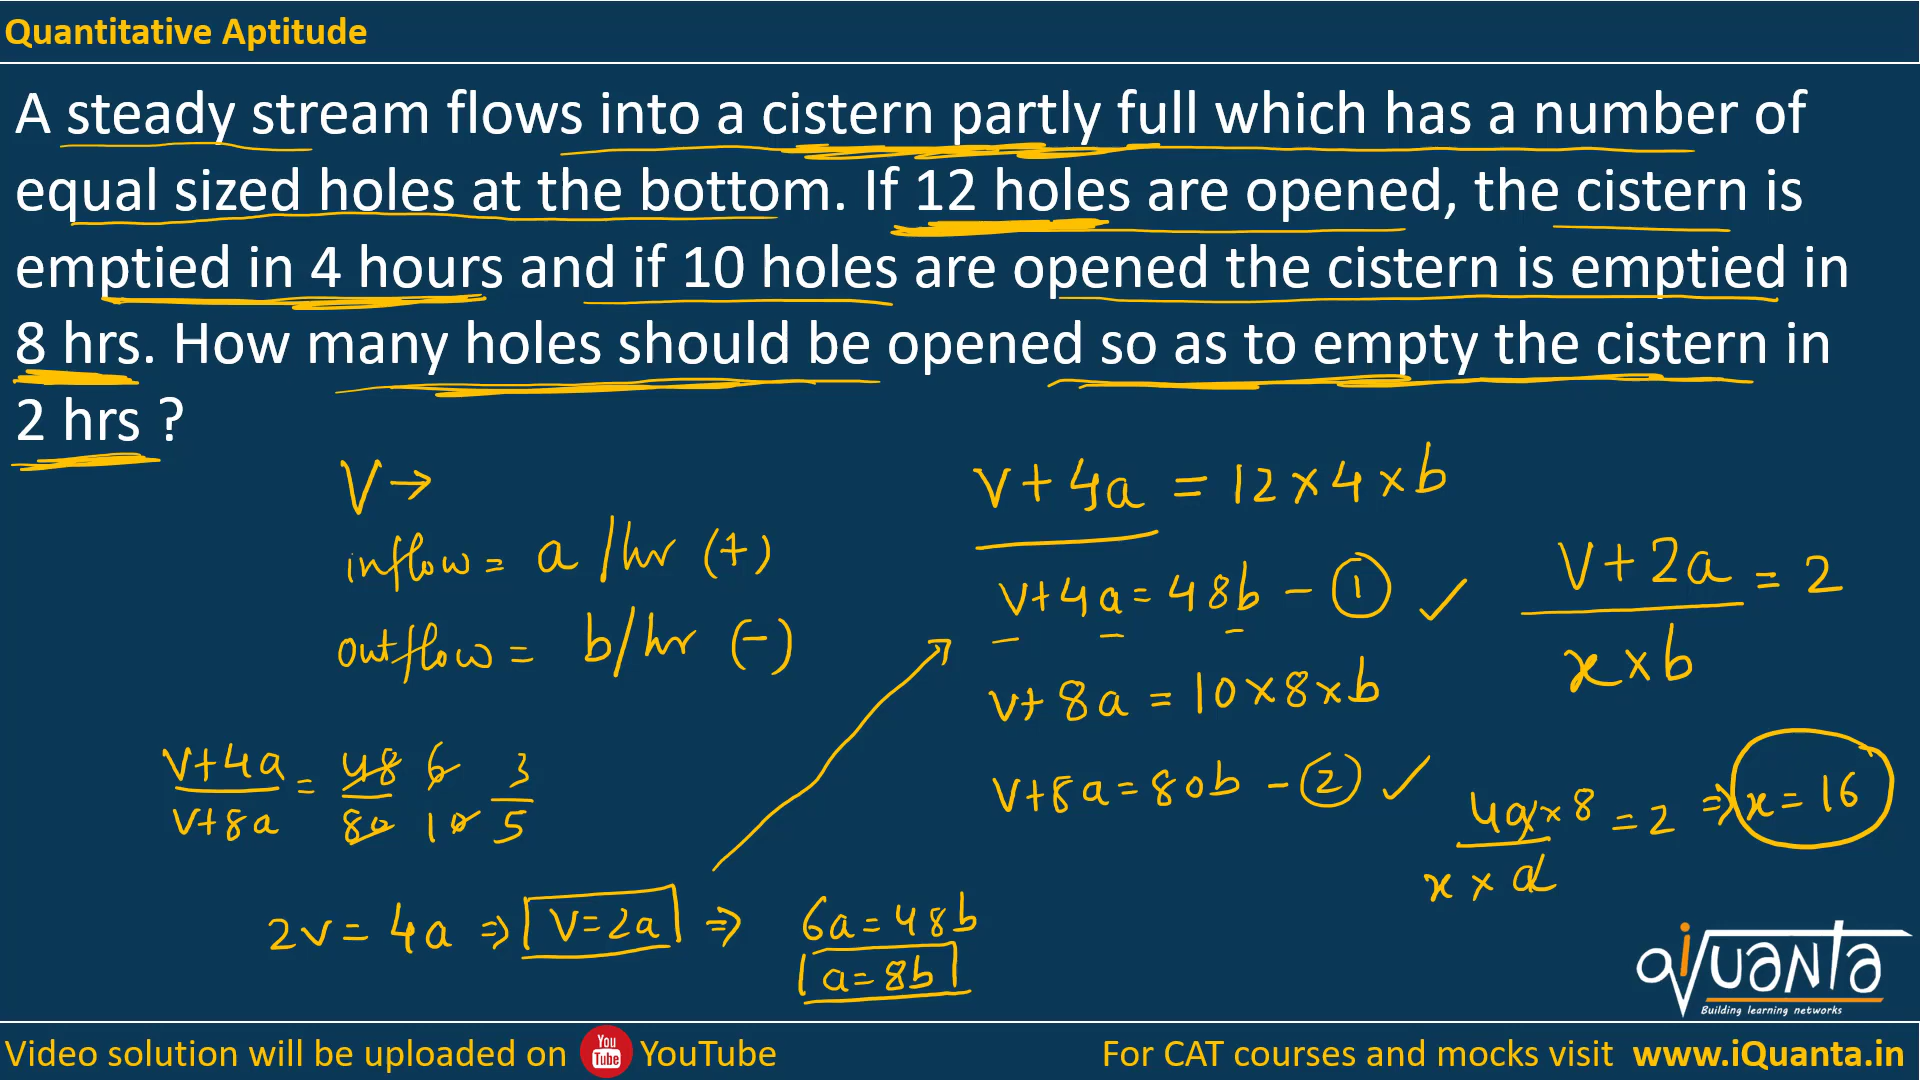 Quantitative Aptitude
A steady stream flows into a cistern partly full which has a number of
equal sized holes at the bottom. If 12 holes are opened, the cistern is
emptied in 4 hours and if 10 holes are opened the cistern is emptied in
8 hrs. How many holes should be opened so as to empty the cistern in
2 hrs ?
V →
inflow = a /hr (+)
outflow = b/hr (-)
v+4a / v+8a = 48 / 80 6 / 10 3 / 5
2v = 4a ⇒ v=2a ⇒ 6a = 48b
a = 8b
v + 4a = 12 × 4 × b
v+4a = 48b - ①
v+8a = 10×8×b
v+8a = 80b - ②
v+2a / x×b = 2
4a×8 / x×a = 2 ⇒ x = 16
iQuanta
Building learning networks
Video solution will be uploaded on You Tube YouTube
For CAT courses and mocks visit www.iQuanta.in